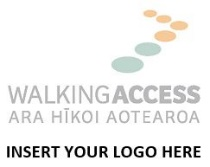 WALKINGACCESS
ARA HĪKOI AOTEAROA
INSERT YOUR LOGO HERE